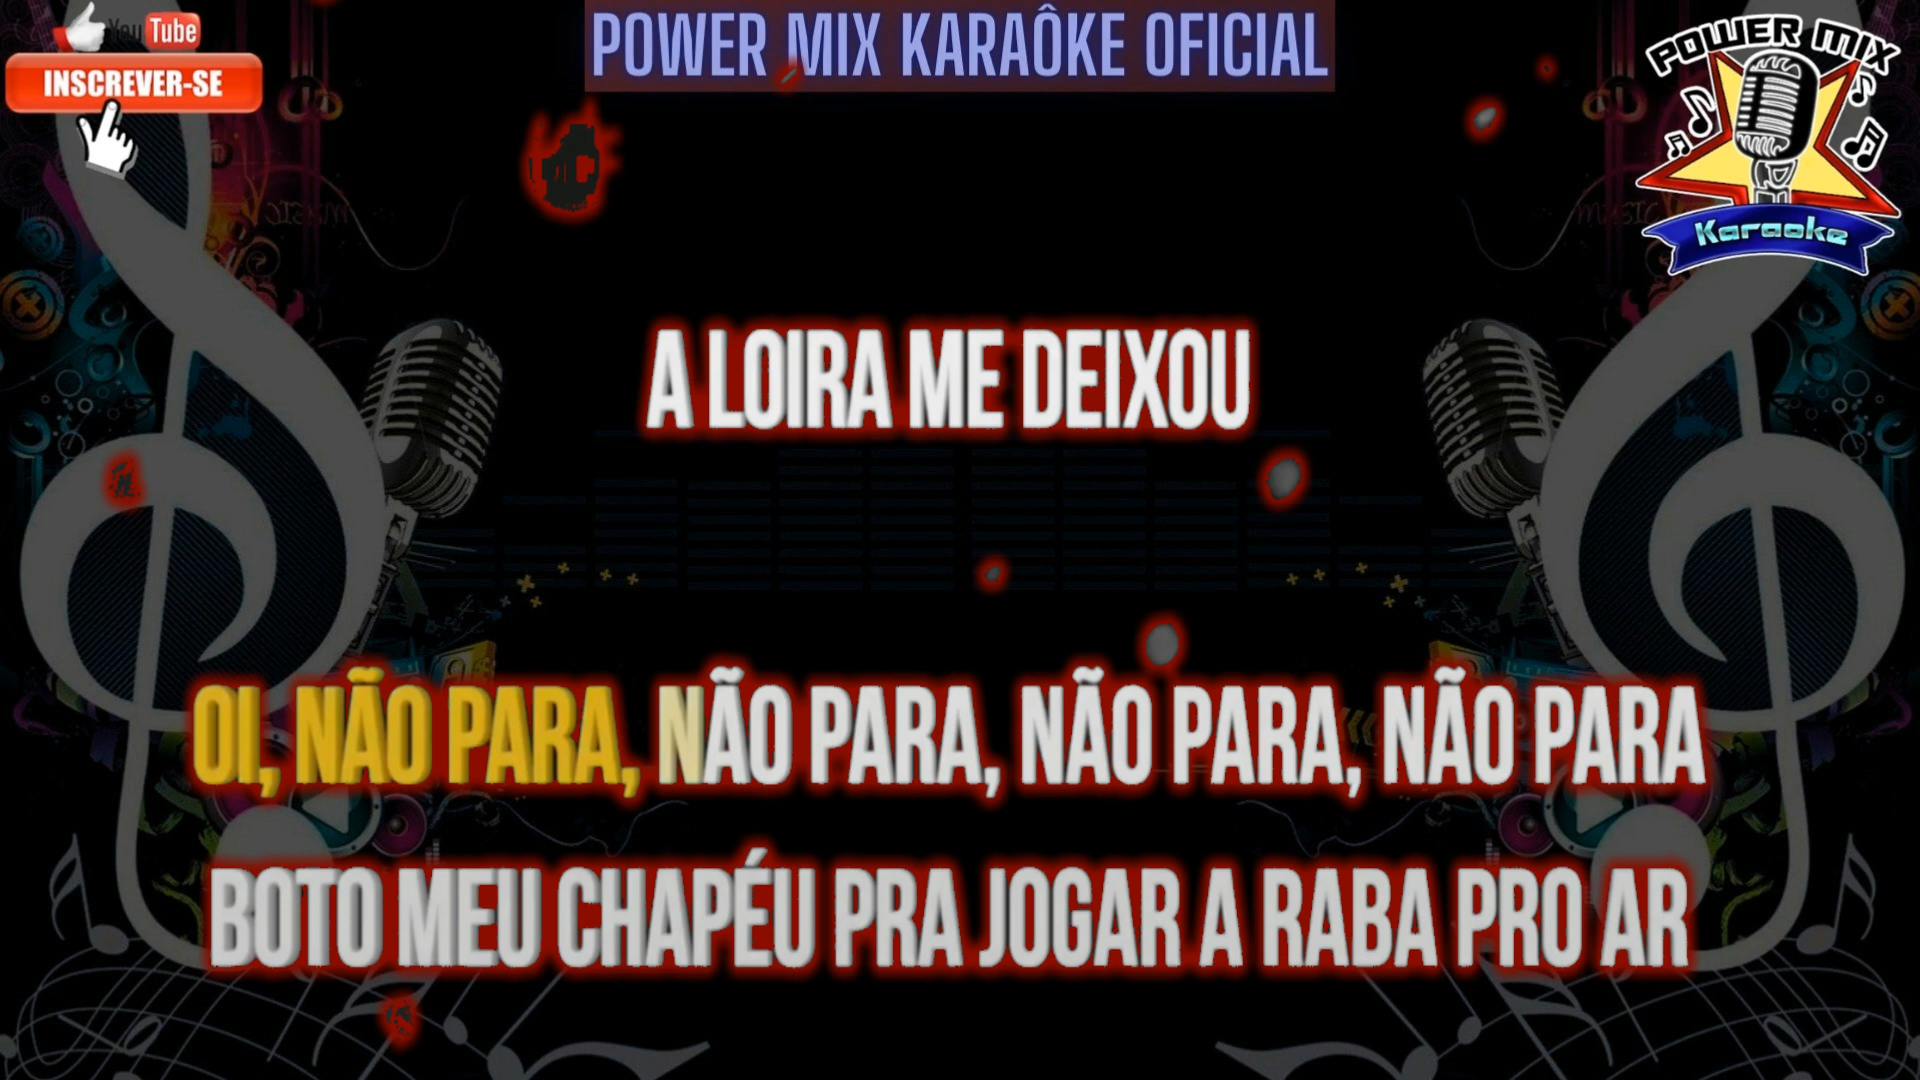 You Tube
INSCREVER-SE
POWER MIX KARAÔKE OFICIAL
POWER MIX
Karaoke
MUSIC
A LOIRA ME DEIXOU
OI, NÃO PARA, NÃO PARA, NÃO PARA, NÃO PARA
BOTO MEU CHAPÉU PRA JOGAR A RABA PRO AR